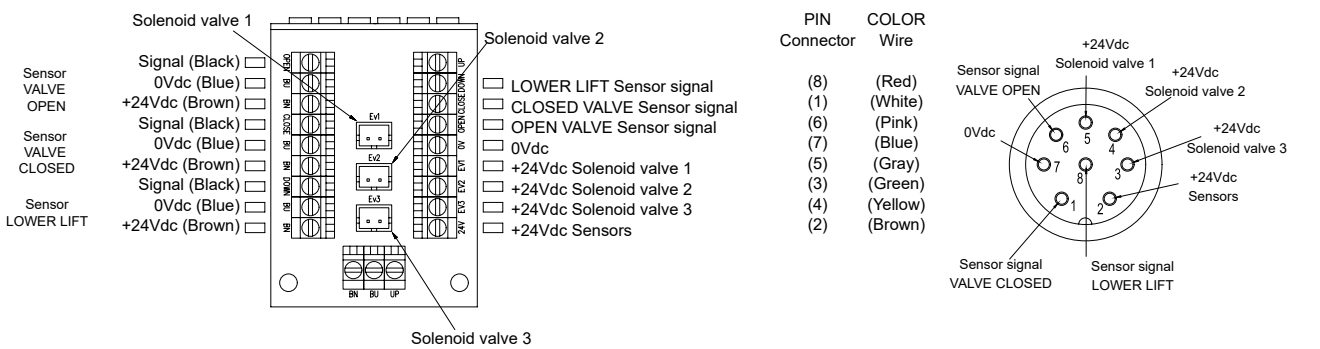 Solenoid valve 1
Solenoid valve 2
Sensor
VALVE
OPEN
Signal (Black)
0Vdc (Blue)
+24Vdc (Brown)
Sensor
VALVE
CLOSED
Signal (Black)
0Vdc (Blue)
+24Vdc (Brown)
Sensor
LOWER LIFT
Signal (Black)
0Vdc (Blue)
+24Vdc (Brown)
OPEN
BU
BN
CLOSE
BU
BN
DOWN
BU
BN
Ev1
Ev2
Ev3
UP
DOWN
CLOSE
OPEN
0V
EV1
EV2
EV3
24V
BN BU UP
Solenoid valve 3
LOWER LIFT Sensor signal
CLOSED VALVE Sensor signal
OPEN VALVE Sensor signal
0Vdc
+24Vdc Solenoid valve 1
+24Vdc Solenoid valve 2
+24Vdc Solenoid valve 3
+24Vdc Sensors
PIN COLOR
Connector Wire
(8) (Red)
(1) (White)
(6) (Pink)
(7) (Blue)
(5) (Gray)
(3) (Green)
(4) (Yellow)
(2) (Brown)
+24Vdc
Solenoid valve 1
Sensor signal
VALVE OPEN
+24Vdc
Solenoid valve 2
0Vdc
+24Vdc
Solenoid valve 3
+24Vdc
Sensors
6
5
4
7
8
3
1
2
Sensor signal
VALVE CLOSED
Sensor signal
LOWER LIFT